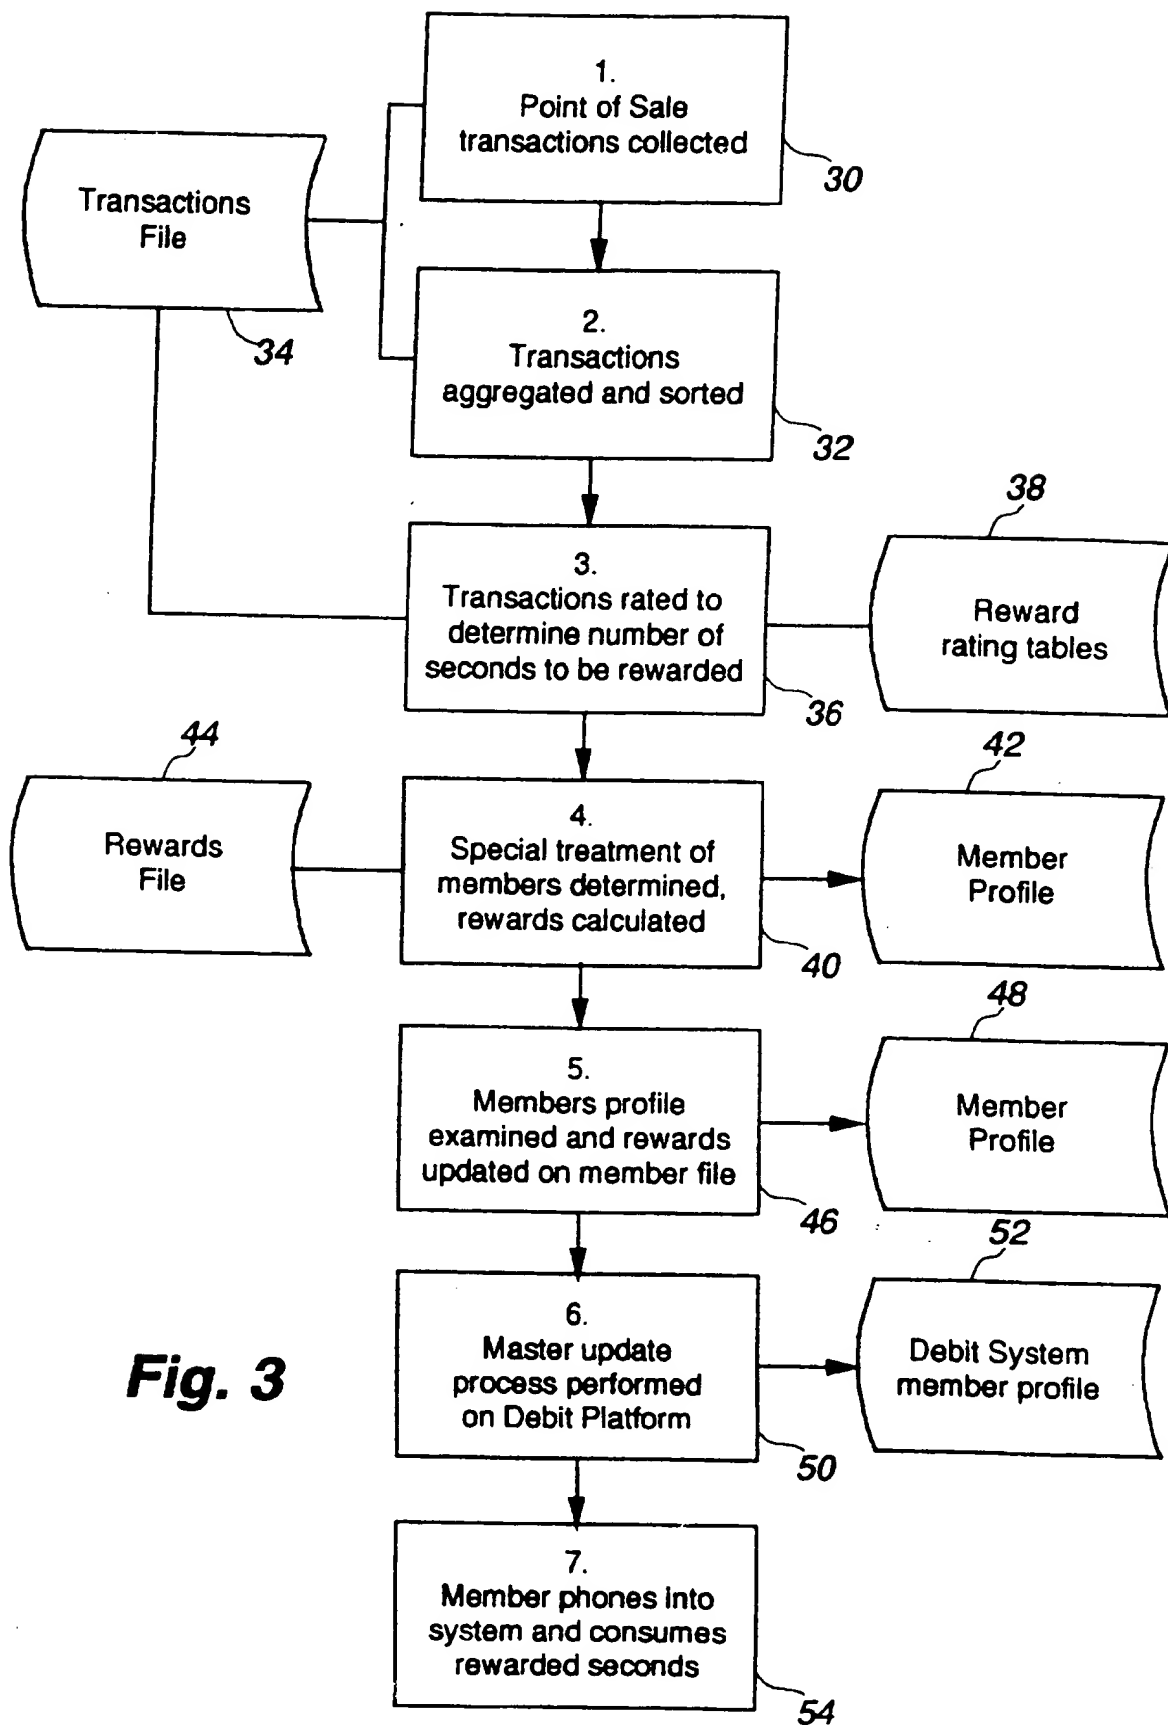 1.
Point of Sale
transactions collected
30
Transactions
File
34
2.
Transactions
aggregated and sorted
32
38
3.
Transactions rated to
determine number of
seconds to be rewarded
36
Reward
rating tables
44
42
Rewards
File
4.
Special treatment of
members determined,
rewards calculated
40
Member
Profile
48
5.
Members profile
examined and rewards
updated on member file
46
Member
Profile
52
6.
Master update
process performed
on Debit Platform
50
Debit System
member profile
Fig. 3
7.
Member phones into
system and consumes
rewarded seconds
54